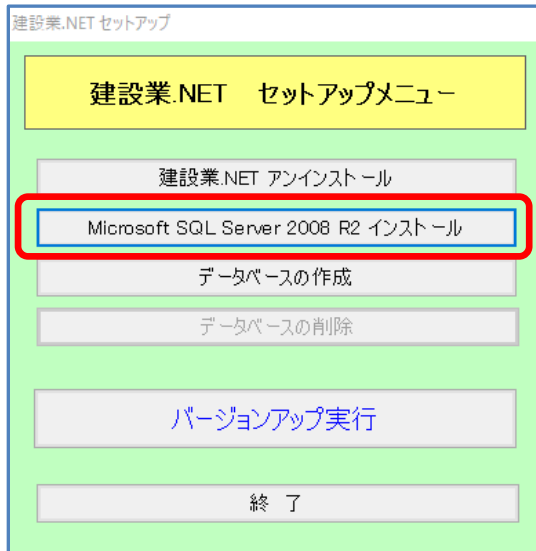 建設業.NET セットアップ
建設業.NET　セットアップメニュー
建設業.NET アンインストール
Microsoft SQL Server 2008 R2 インストール
データベースの作成
データベースの削除
バージョンアップ実行
終 了